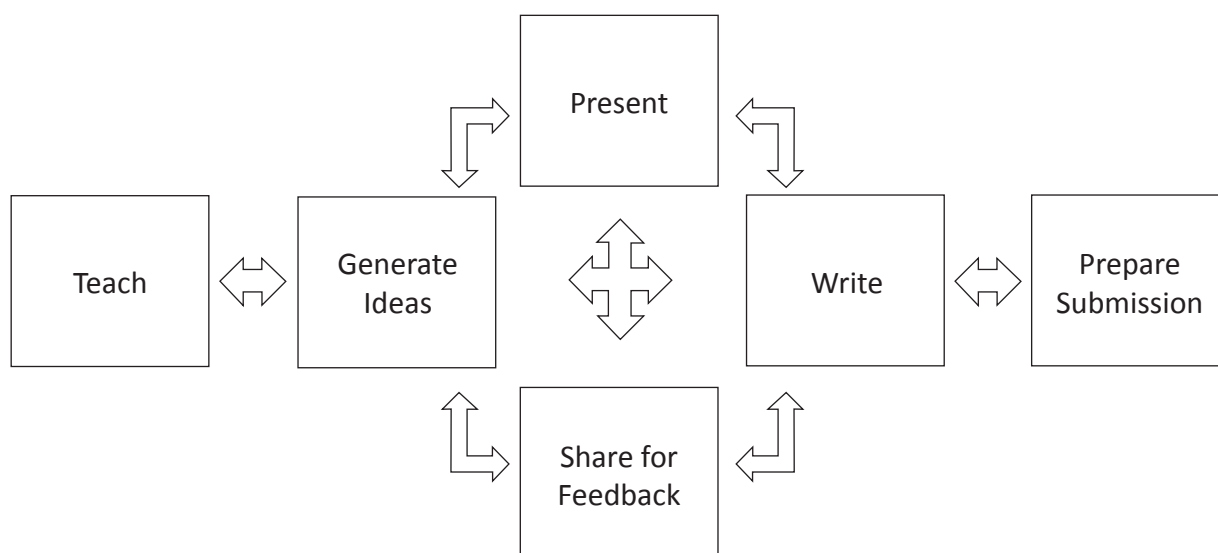 Present
Teach
Generate
Ideas
Write
Prepare
Submission
Share for
Feedback